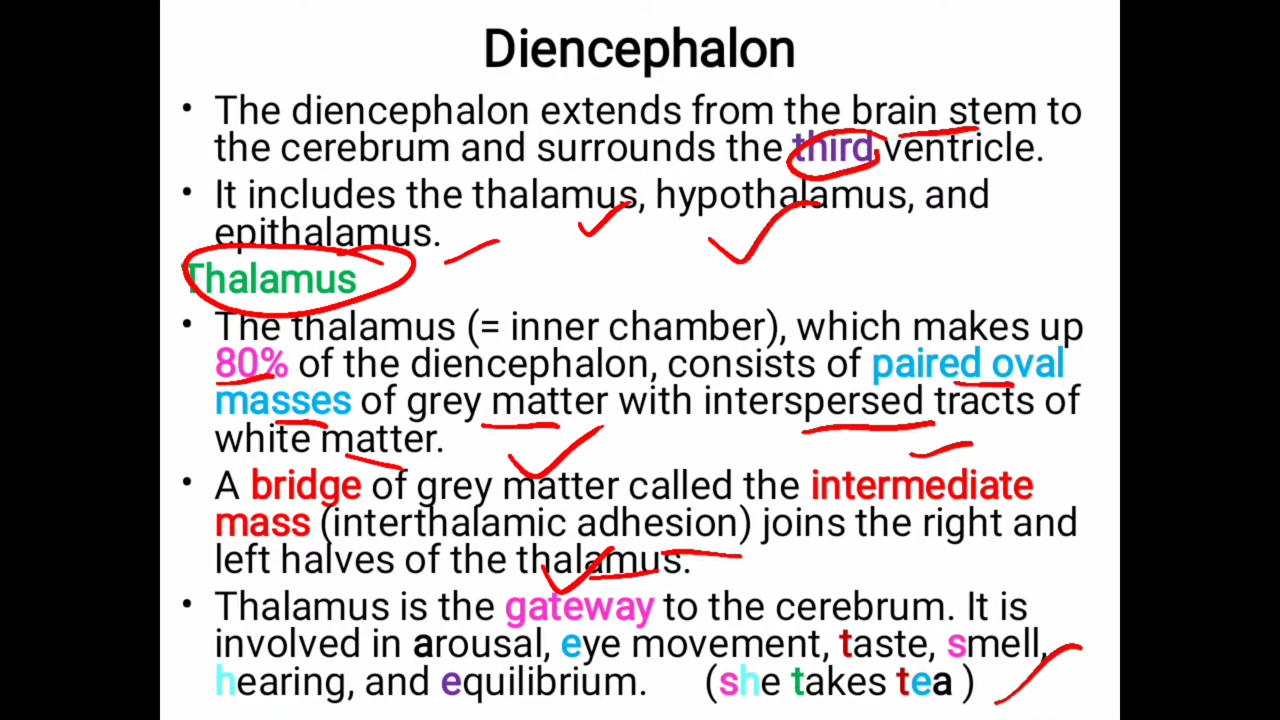 Diencephalon
• The diencephalon extends from the brain stem to
the cerebrum and surrounds the third ventricle.
• It includes the thalamus, hypothalamus, and
epithalamus.
Thalamus
• The thalamus (= inner chamber), which makes up
80% of the diencephalon, consists of paired oval
masses of grey matter with interspersed tracts of
white matter.
• A bridge of grey matter called the intermediate
mass (interthalamic adhesion) joins the right and
left halves of the thalamus.
• Thalamus is the gateway to the cerebrum. It is
involved in arousal, eye movement, taste, smell,
hearing, and equilibrium. (she takes tea )